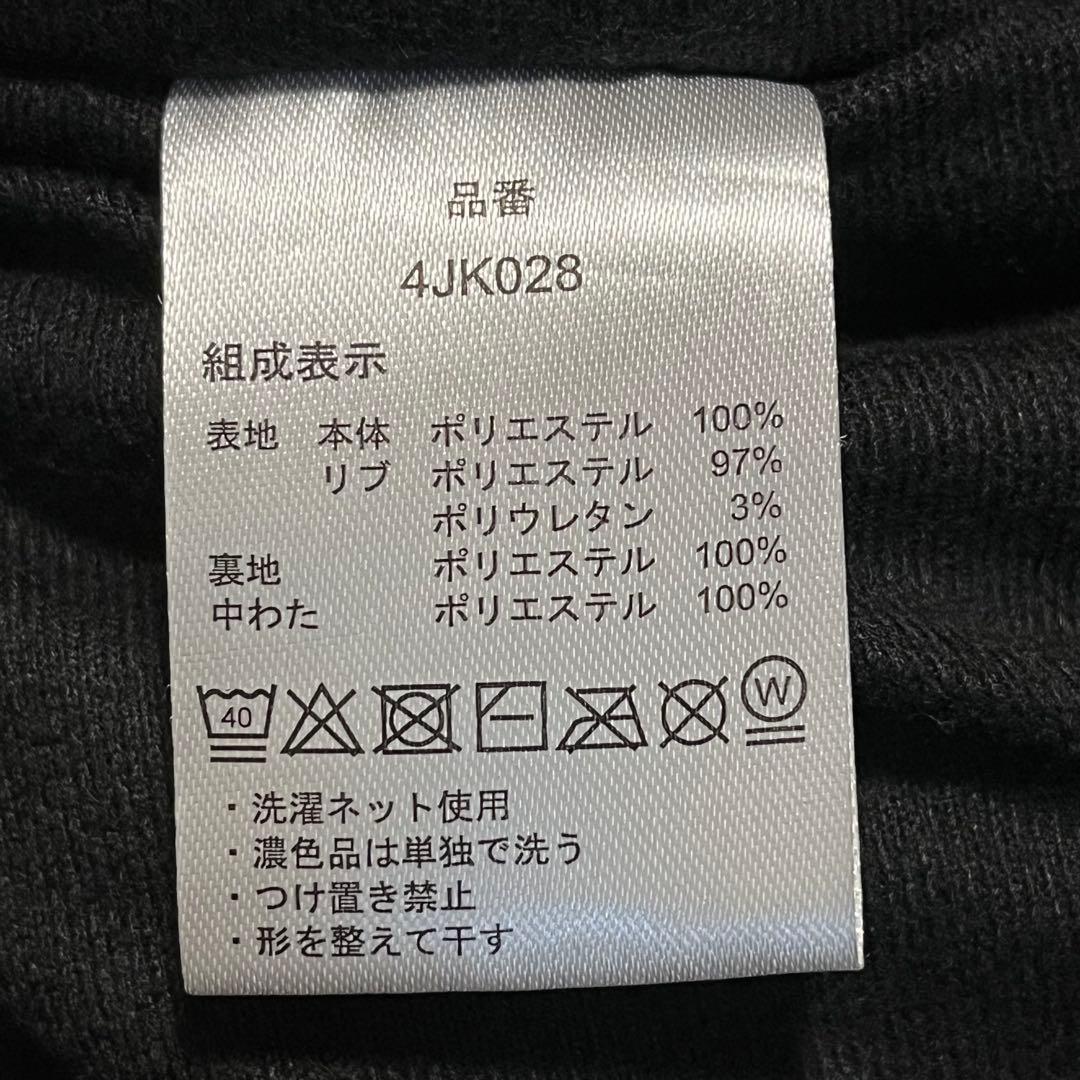 品番
4JK028
組成表示
表地 本体 ポリエステル 100%
リブ ポリエステル 97%
ポリウレタン 3%
裏地 ポリエステル 100%
中わた ポリエステル 100%
40 W
・洗濯ネット使用
・濃色品は単独で洗う
・つけ置き禁止
・形を整えて干す